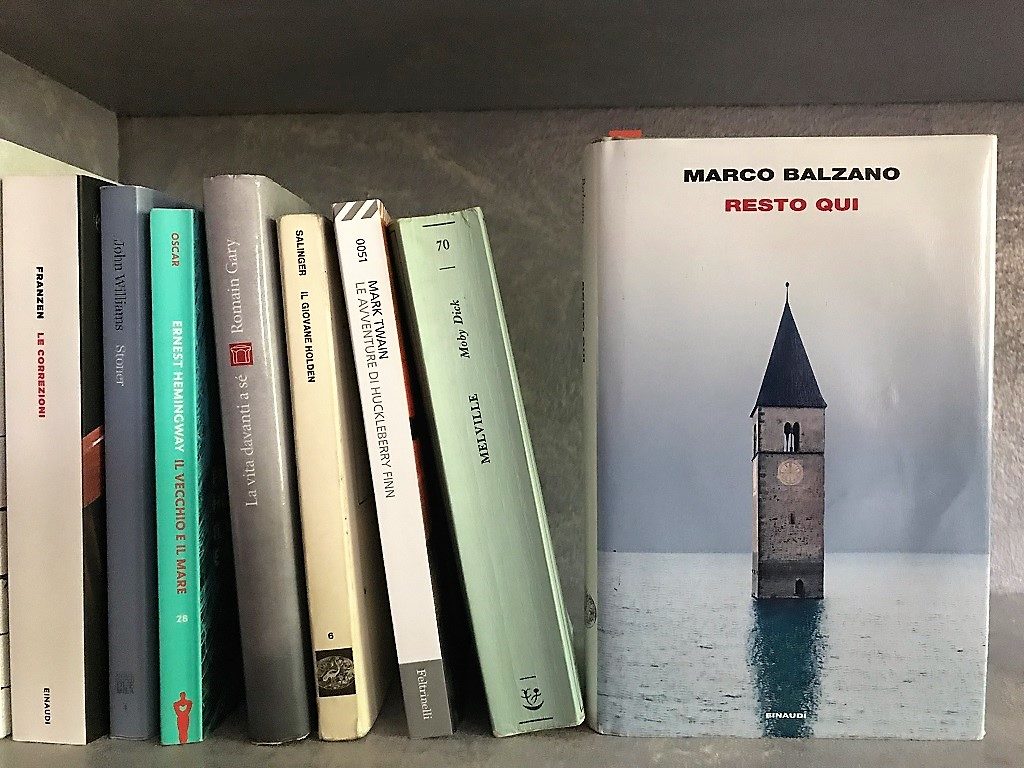 FRANZEN LE CORREZIONI
EINAUDI
John Williams Stoner
OSCAR
ERNEST HEMINGWAY IL VECCHIO E IL MARE
28
La vita davanti a sé Romain Gary
SALINGER IL GIOVANE HOLDEN
6
0051
MARK TWAIN
LE AVVENTURE DI HUCKLEBERRY FINN
Feltrinelli
70
Moby Dick
MELVILLE
MARCO BALZANO
RESTO QUI
EINAUDI